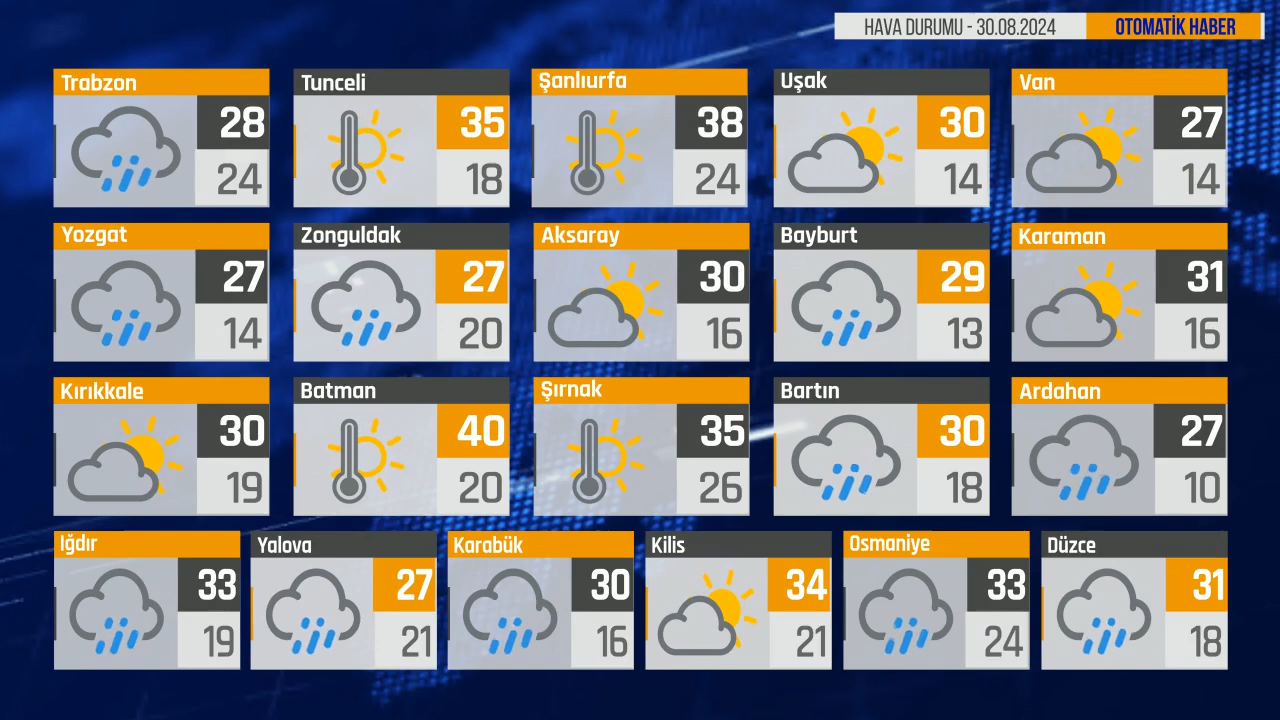 HAVA DURUMU - 30.08.2024 OTOMATİK HABER
Trabzon
28
24
Tunceli
35
18
Şanlıurfa
38
24
Uşak
30
14
Van
27
14
Yozgat
27
14
Zonguldak
27
20
Aksaray
30
16
Bayburt
29
13
Karaman
31
16
Kırıkkale
30
19
Batman
40
20
Şırnak
35
26
Bartın
30
18
Ardahan
27
10
Iğdır
33
19
Yalova
27
21
Karabük
30
16
Kilis
34
21
Osmaniye
33
24
Düzce
31
18